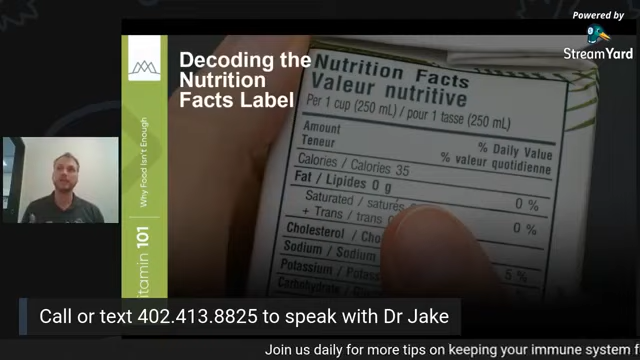 Powered by
StreamYard
Decoding the
Nutrition
Facts Label
Nutrition Facts
Valeur nutritive
Per 1 cup (250 mL) / pour 1 tasse (250 mL)
Amount
Teneur
% Daily Value
% valeur quotidienne
Calories / Calories 35
Fat / Lipides 0 g
0 %
Saturated / saturés
+ Trans / trans
0 %
Cholesterol /
Sodium / Sodium
Potassium /
5 %
Why Food Isn't Enough
101
Call or text 402.413.8825 to speak with Dr Jake
Join us daily for more tips on keeping your immune system